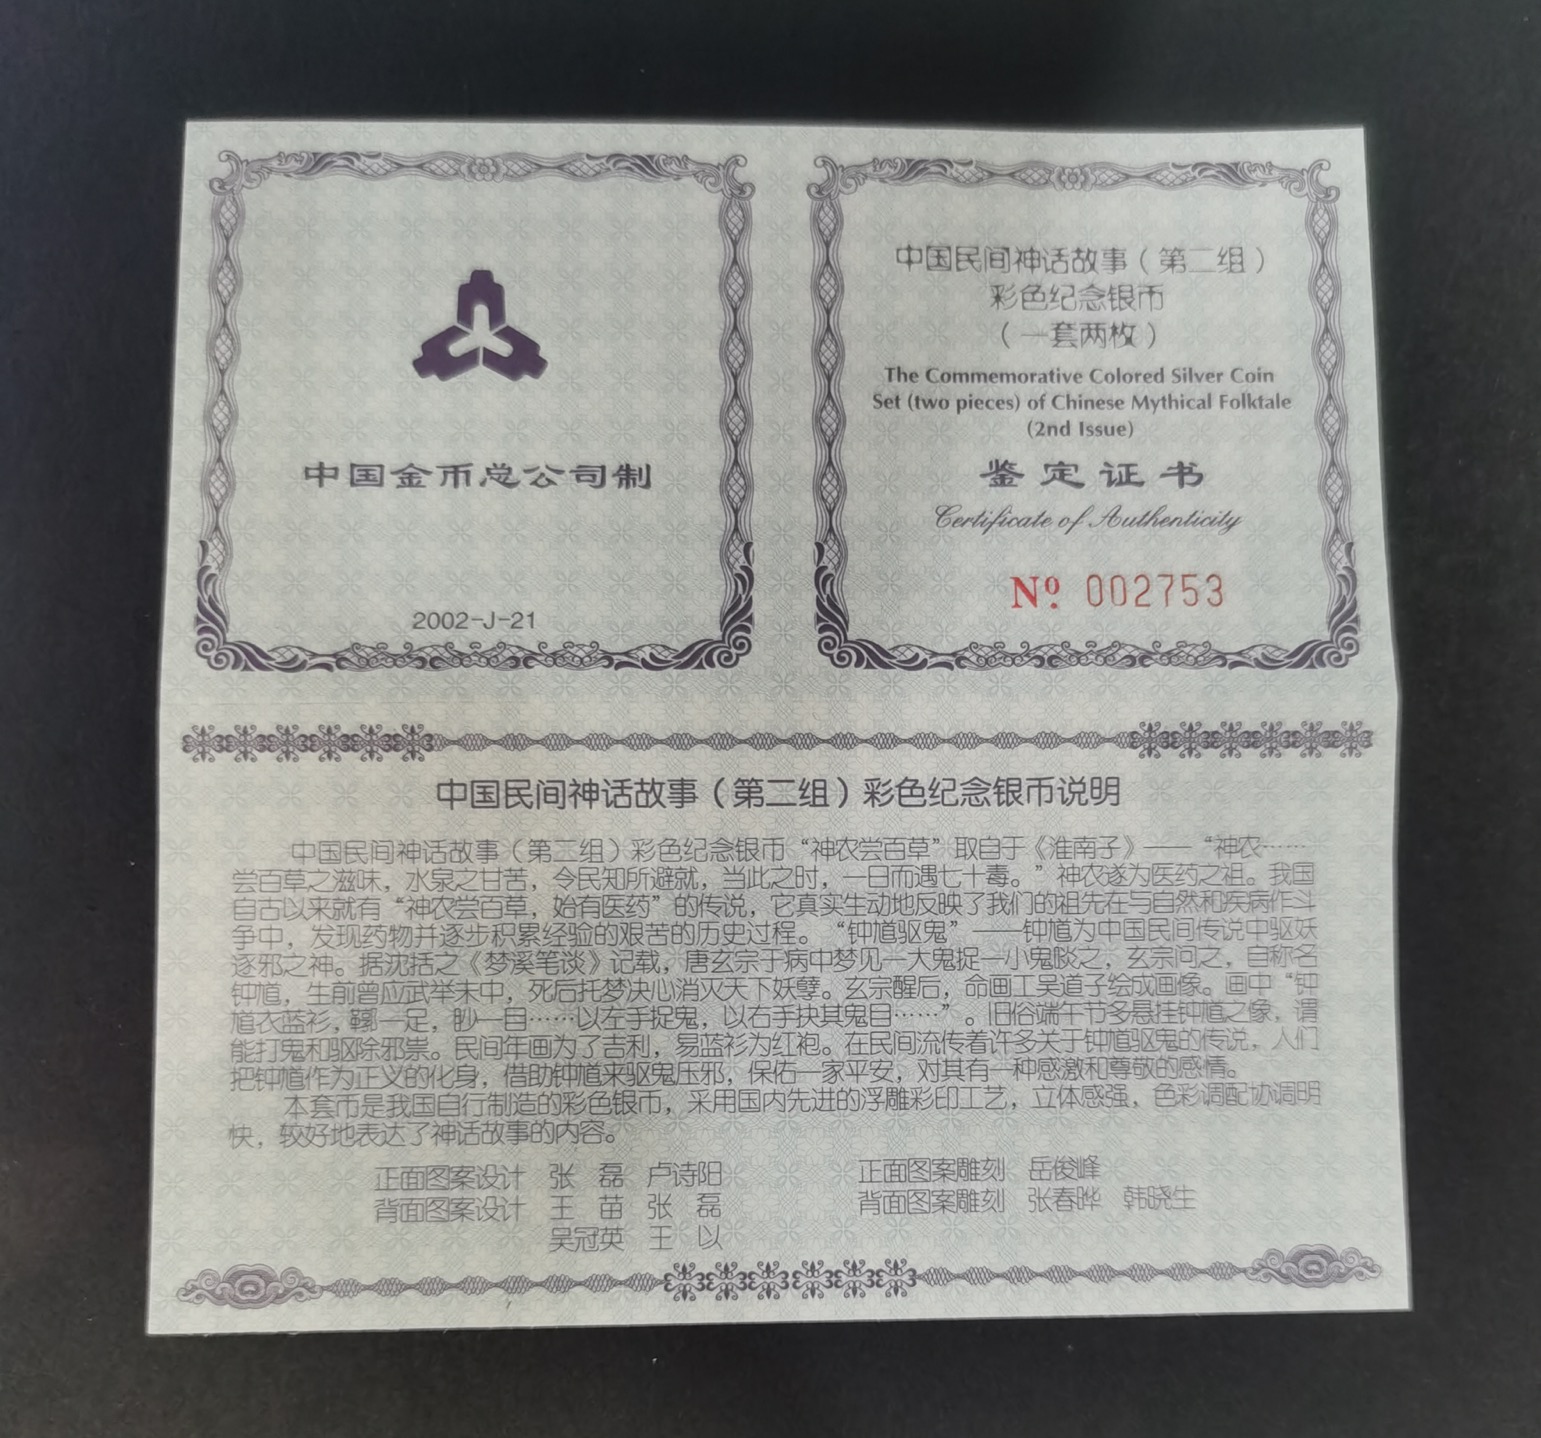 中国金币总公司制
2002-J-21
中国民间神话故事（第二组）
彩色纪念银币
（一套两枚）
The Commemorative Colored Silver Coin
Set (two pieces) of Chinese Mythical Folktale
(2nd Issue)
鉴定证书
Certificate of Authenticity
Nº 002753
中国民间神话故事（第二组）彩色纪念银币说明
中国民间神话故事（第二组）彩色纪念银币“神农尝百草”取自于《淮南子》——“神农……
尝百草之滋味，水泉之甘苦，令民知所避就，当此之时，一日而遇七十毒。”神农遂为医药之祖。我国
自古以来就有“神农尝百草，始有医药”的传说，它真实生动地反映了我们的祖先在与自然和疾病作斗
争中，发现药物并逐步积累经验的艰苦的历史过程。“钟馗驱鬼”——钟馗为中国民间传说中驱妖
逐邪之神。据沈括之《梦溪笔谈》记载，唐玄宗于病中梦见一大鬼捉一小鬼啖之，玄宗问之，自称名
钟馗，生前曾应武举未中，死后托梦决心消灭天下妖孽。玄宗醒后，命画工吴道子绘成画像。画中“钟
馗衣蓝衫，鞹一足，眇一目……以左手捉鬼，以右手抉其鬼目……”。旧俗端午节多悬挂钟馗之像，谓
能打鬼和驱除邪祟。民间年画为了吉利，易蓝衫为红袍。在民间流传着许多关于钟馗驱鬼的传说，人们
把钟馗作为正义的化身，借助钟馗来驱鬼压邪，保佑一家平安，对其有一种感激和尊敬的感情。
本套币是我国自行制造的彩色银币，采用国内先进的浮雕彩印工艺，立体感强，色彩调配协调明
快，较好地表达了神话故事的内容。
正面图案设计 张 磊 卢诗阳 正面图案雕刻 岳俊峰
背面图案设计 王 苗 张 磊 背面图案雕刻 张春晔 韩晓生
吴冠英 王 以